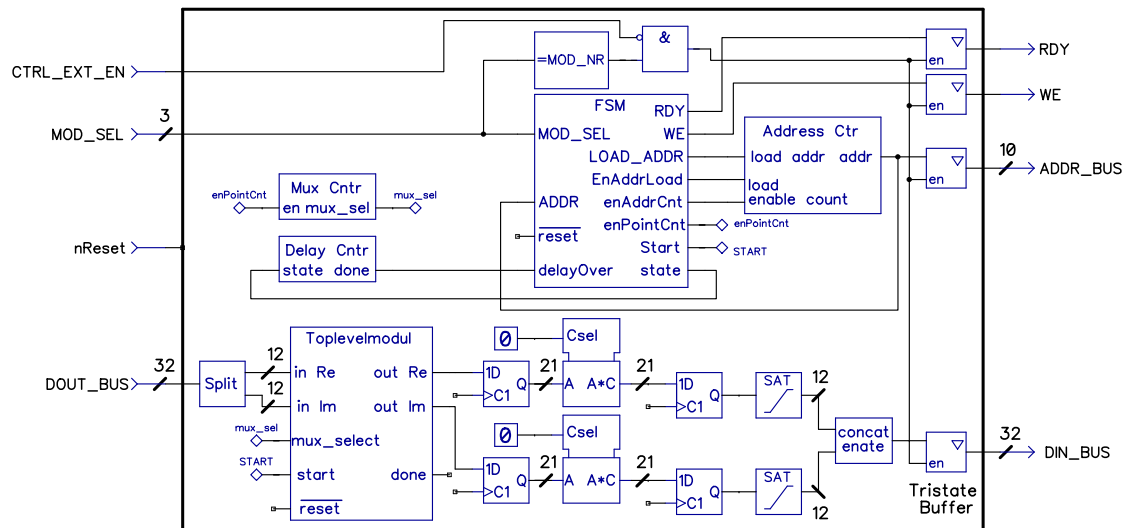 CTRL_EXT_EN
=MOD_NR
&
en
RDY
en
WE
MOD_SEL
3
FSM
RDY
MOD_SEL
WE
LOAD_ADDR
EnAddrLoad
ADDR
enAddrCnt
enPointCnt
reset
Start
delayOver
state
enPointCnt
START
Address Ctr
load addr
addr
load
enable count
en
10
ADDR_BUS
enPointCnt
Mux Cntr
en mux_sel
mux_sel
nReset
Delay Cntr
state done
DOUT_BUS
32
Split
12
12
Toplevelmodul
in Re
out Re
in Im
out Im
mux_sel
mux_select
START
start
done
reset
0
Csel
1D
C1
Q
21
A
A*C
21
1D
C1
Q
SAT
12
0
Csel
1D
C1
Q
21
A
A*C
21
1D
C1
Q
SAT
12
concat
enate
en
32
DIN_BUS
Tristate
Buffer